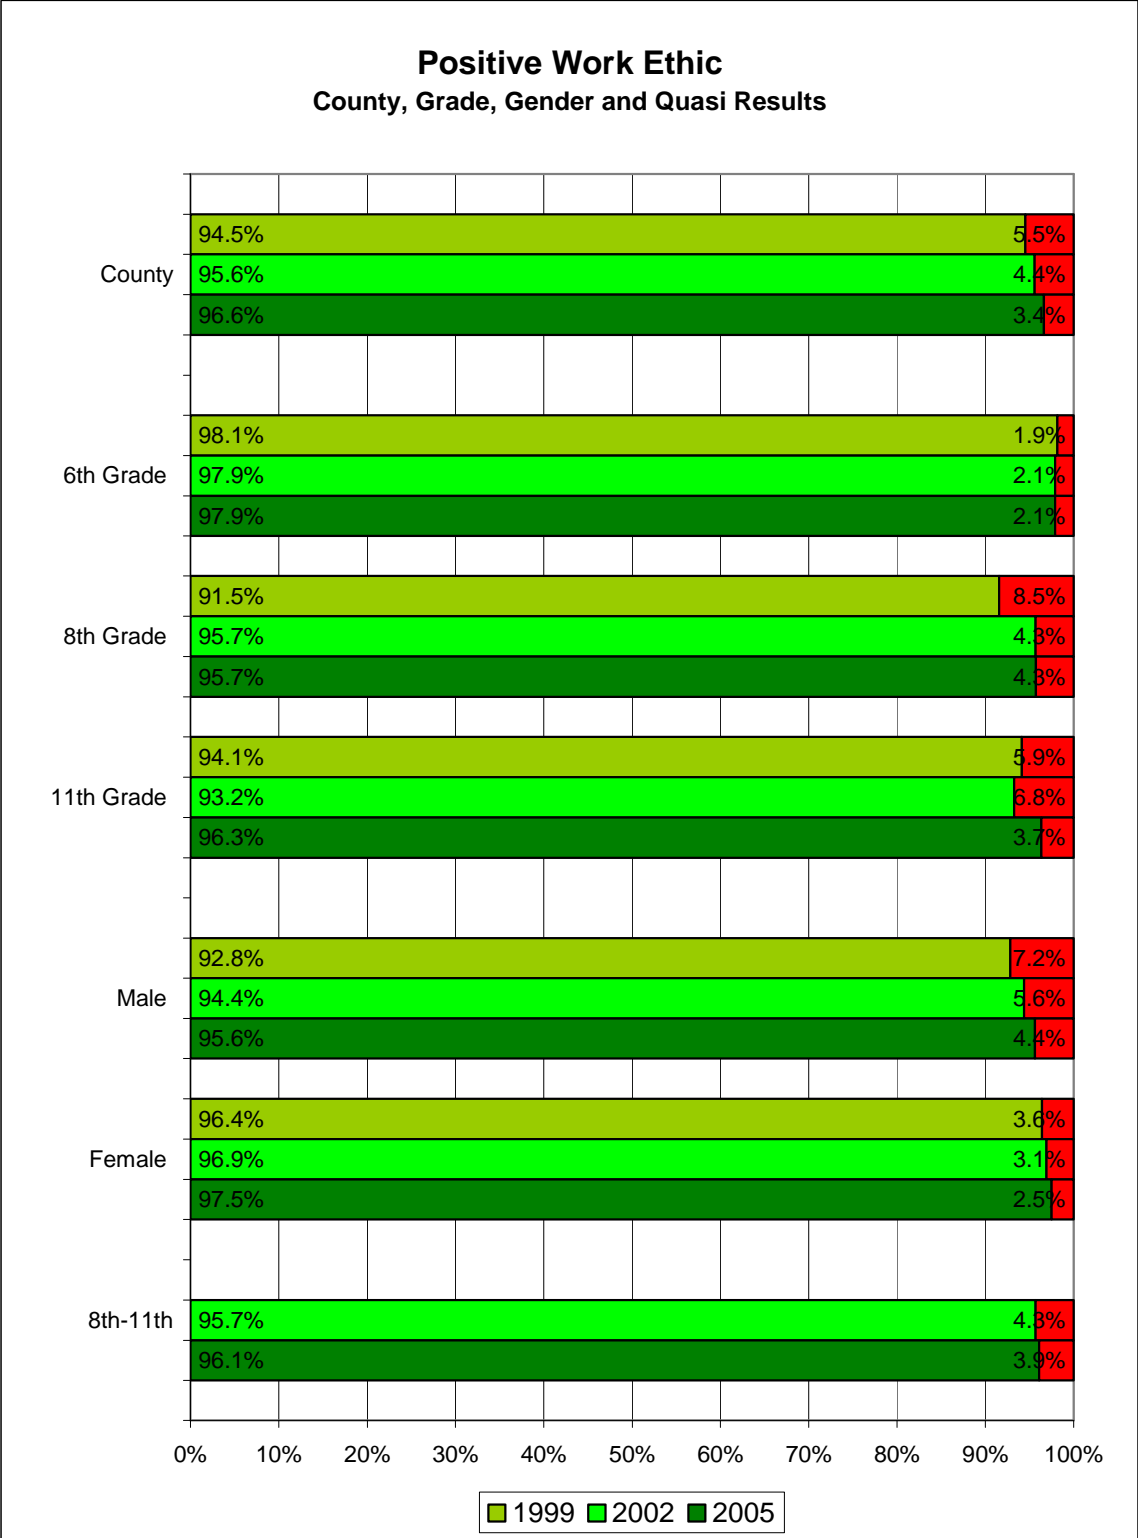 Positive Work Ethic
County, Grade, Gender and Quasi Results
94.5% 5.5%
County 95.6% 4.4%
96.6% 3.4%
98.1% 1.9%
6th Grade 97.9% 2.1%
97.9% 2.1%
91.5% 8.5%
8th Grade 95.7% 4.3%
95.7% 4.3%
94.1% 5.9%
11th Grade 93.2% 6.8%
96.3% 3.7%
92.8% 7.2%
Male 94.4% 5.6%
95.6% 4.4%
96.4% 3.6%
Female 96.9% 3.1%
97.5% 2.5%
8th-11th 95.7% 4.3%
96.1% 3.9%
0% 10% 20% 30% 40% 50% 60% 70% 80% 90% 100%
1999 2002 2005